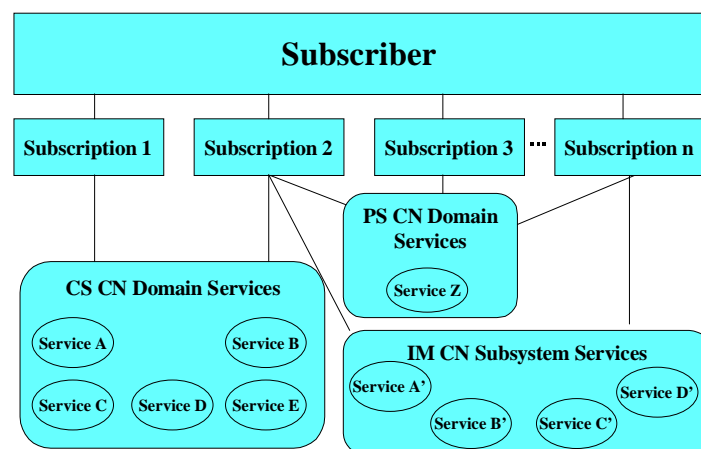 Subscriber
Subscription 1
Subscription 2
Subscription 3
...
Subscription n
PS CN Domain
Services
Service Z
CS CN Domain Services
Service A
Service B
Service C
Service D
Service E
IM CN Subsystem Services
Service A’
Service B’
Service C’
Service D’